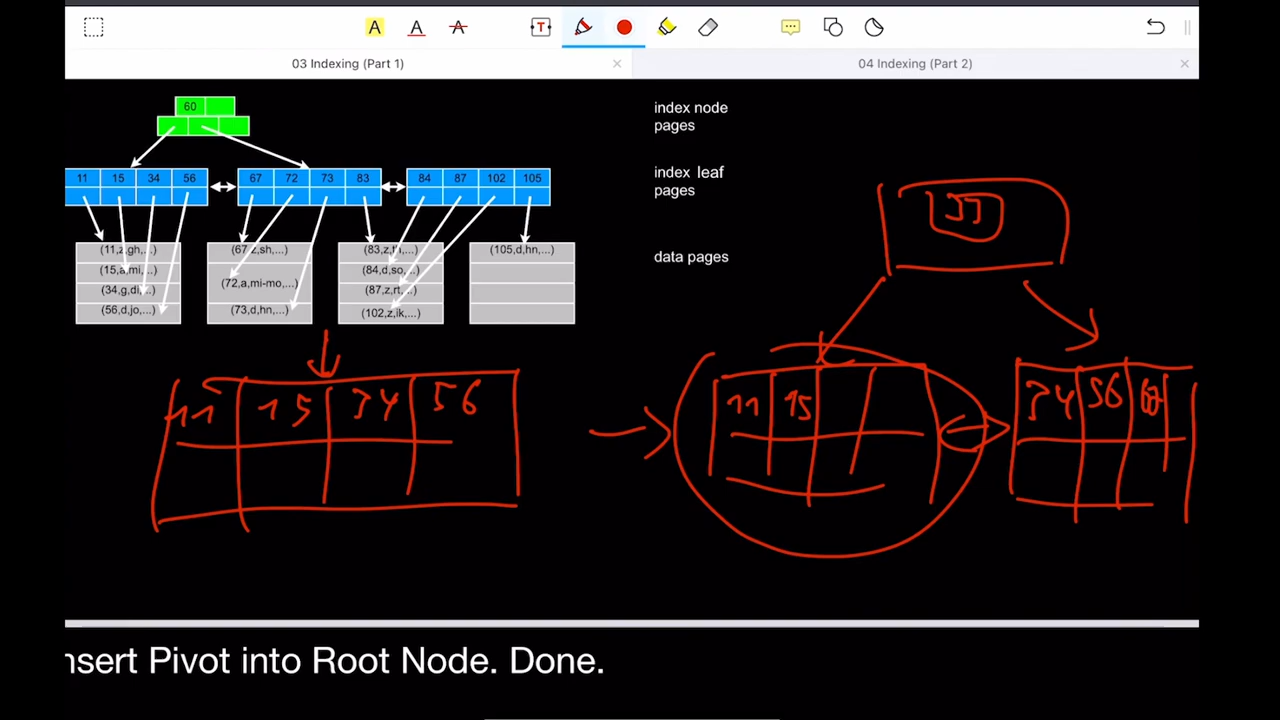 A A A T
03 Indexing (Part 1) 04 Indexing (Part 2)
60
index node
pages
11 15 34 56 67 72 73 83 84 87 102 105
index leaf
pages
(11,z,gh,...) (67,z,sh,...) (83,z,th,...) (105,d,hn,...)
(15,a,mi,...) (72,a,mi-mo,...) (84,d,so,...)
(34,g,di,...) (87,z,rt,...)
(56,d,jo,...) (73,d,hn,...) (102,z,ik,...)
data pages
11 15 34 56
11 15
34 56
nsert Pivot into Root Node. Done.